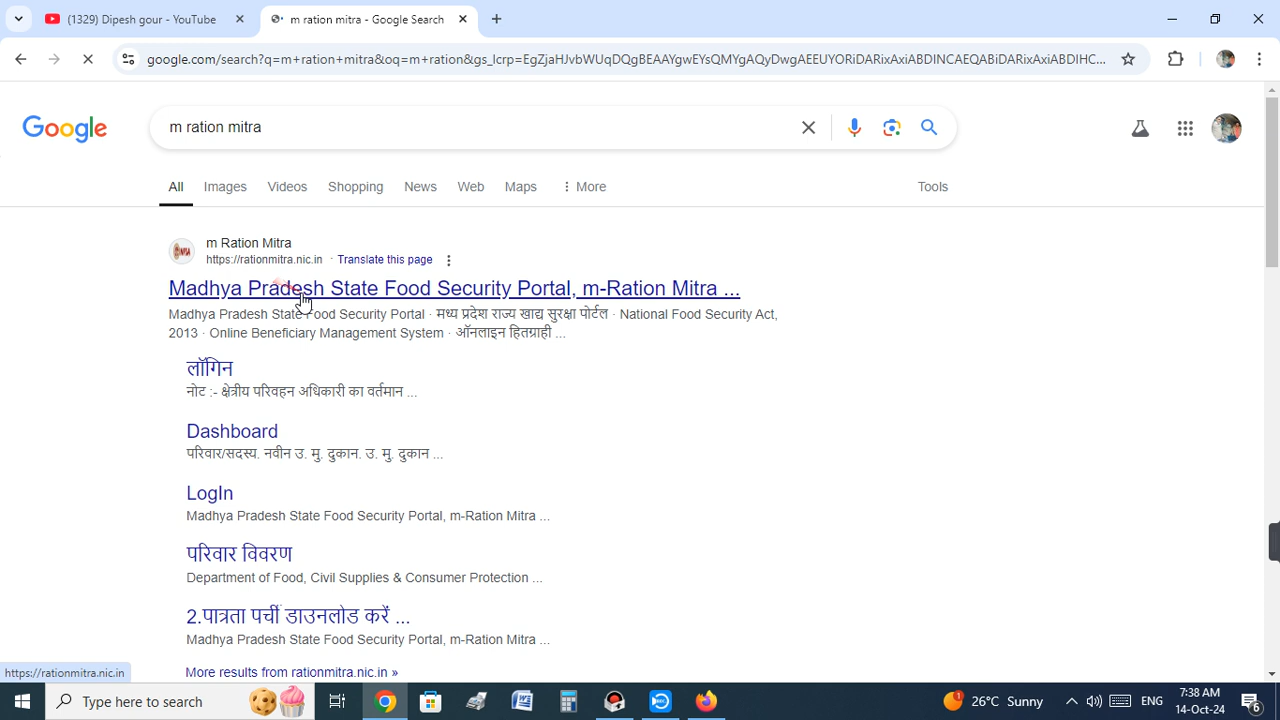 (1329) Dipesh gour - YouTube
m ration mitra - Google Search
google.com/search?q=m+ration+mitra&oq=m+ration&gs_lcrp=EgZjaHJvbWUqDQgBEAAYgwEYsQMYgAQyDwgAEEUYORiDARixAxiABDINCAEQABiDARixAxiABDIHC...
Google
m ration mitra
All Images Videos Shopping News Web Maps More Tools
m Ration Mitra
https://rationmitra.nic.in · Translate this page
Madhya Pradesh State Food Security Portal, m-Ration Mitra ...
Madhya Pradesh State Food Security Portal · मध्य प्रदेश राज्य खाद्य सुरक्षा पोर्टल · National Food Security Act,
2013 · Online Beneficiary Management System · ऑनलाइन हितग्राही ...
लॉगिन
नोट :- क्षेत्रीय परिवहन अधिकारी का वर्तमान ...
Dashboard
परिवार/सदस्य. नवीन उ. मु. दुकान. उ. मु. दुकान ...
LogIn
Madhya Pradesh State Food Security Portal, m-Ration Mitra ...
परिवार विवरण
Department of Food, Civil Supplies & Consumer Protection ...
2.पात्रता पर्ची डाउनलोड करें ...
Madhya Pradesh State Food Security Portal, m-Ration Mitra ...
More results from rationmitra.nic.in »
https://rationmitra.nic.in
Type here to search
1
26°C Sunny
ENG
7:38 AM
14-Oct-24
6